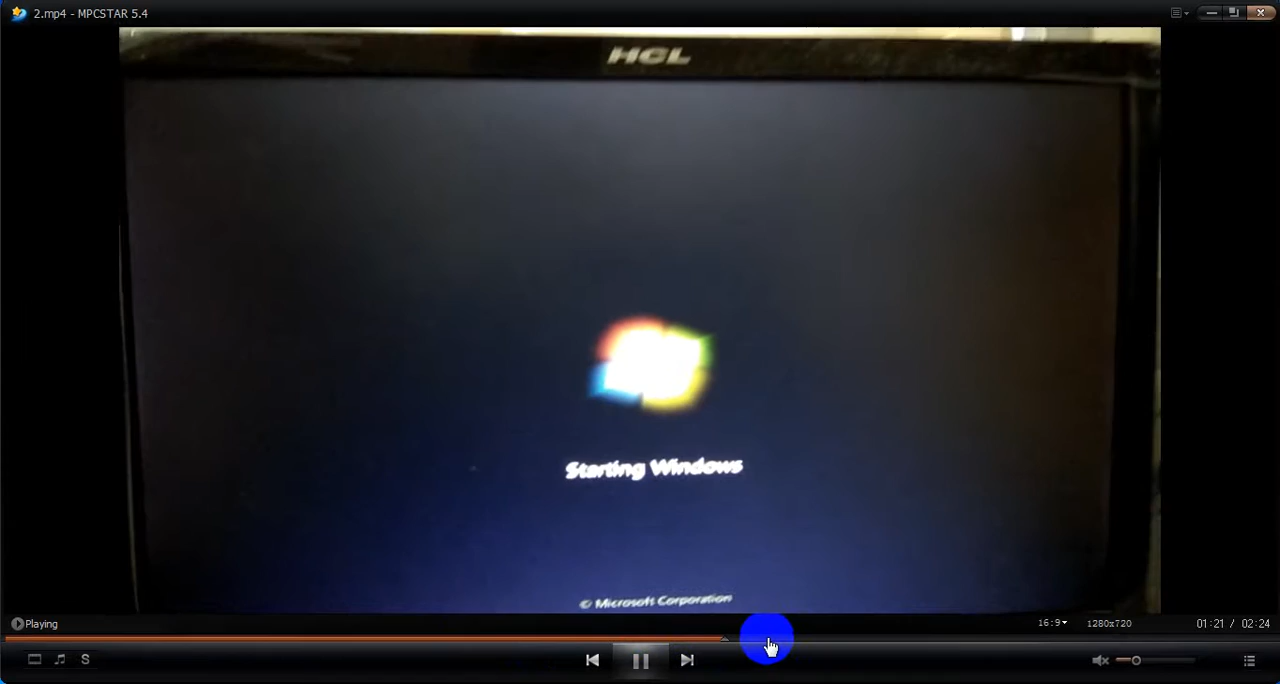 2.mp4 - MPCSTAR 5.4
HCL
Starting Windows
© Microsoft Corporation
Playing
16:9
1280x720
01:21 / 02:24
S